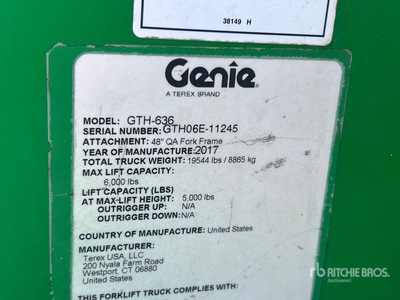 38149 H
Genie
A TEREX BRAND
MODEL: GTH-636
SERIAL NUMBER: GTH06E-11245
ATTACHMENT: 48" QA Fork Frame
YEAR OF MANUFACTURE: 2017
TOTAL TRUCK WEIGHT: 19544 lbs / 8865 kg
MAX LIFT CAPACITY:
6,000 lbs
LIFT CAPACITY (LBS)
AT MAX-LIFT HEIGHT: 5,000 lbs
OUTRIGGER UP: N/A
OUTRIGGER DOWN: N/A
COUNTRY OF MANUFACTURE: United States
MANUFACTURER:
Terex USA, LLC
200 Nyala Farm Road
Westport, CT 06880
United States
THIS FORKLIFT TRUCK COMPLIES WITH:
rb RITCHIE BROS.
Auctioneers